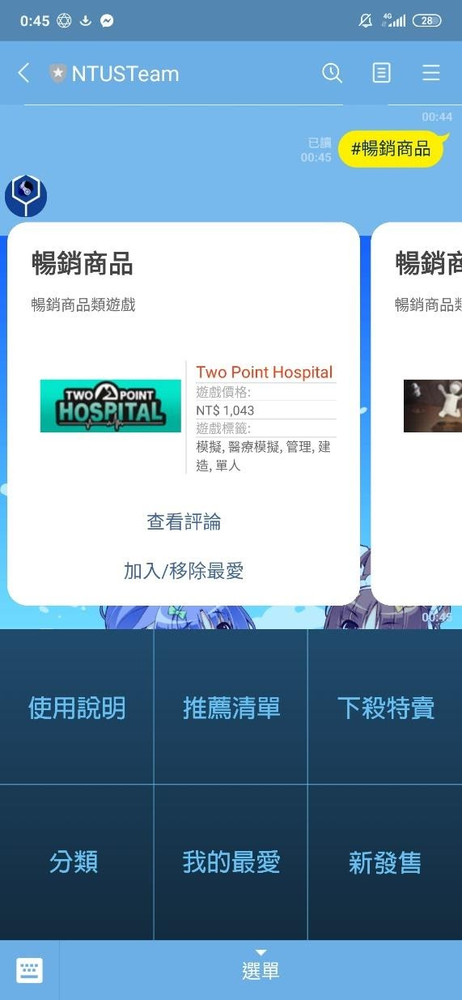 0:45
4G
28
NTUSTeam
00:44
已讀
00:45
#暢銷商品
暢銷商品
暢銷商品類遊戲
TWO POINT
HOSPITAL
Two Point Hospital
遊戲價格:
NT$ 1,043
遊戲標籤:
模擬, 醫療模擬, 管理, 建
造, 單人
查看評論
加入/移除最愛
暢銷商
暢銷商品類
00:45
使用說明
推薦清單
下殺特賣
分類
我的最愛
新發售
選單